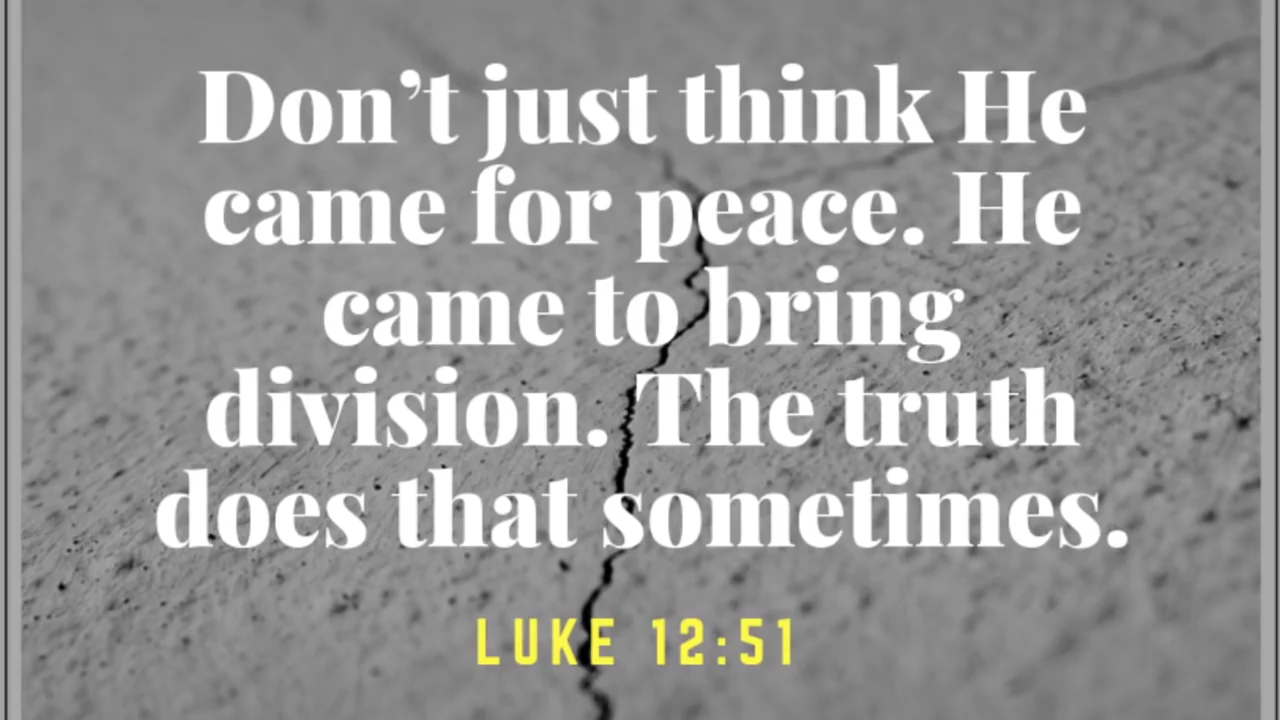 Don’t just think He
came for peace. He
came to bring
division. The truth
does that sometimes.
LUKE 12:51